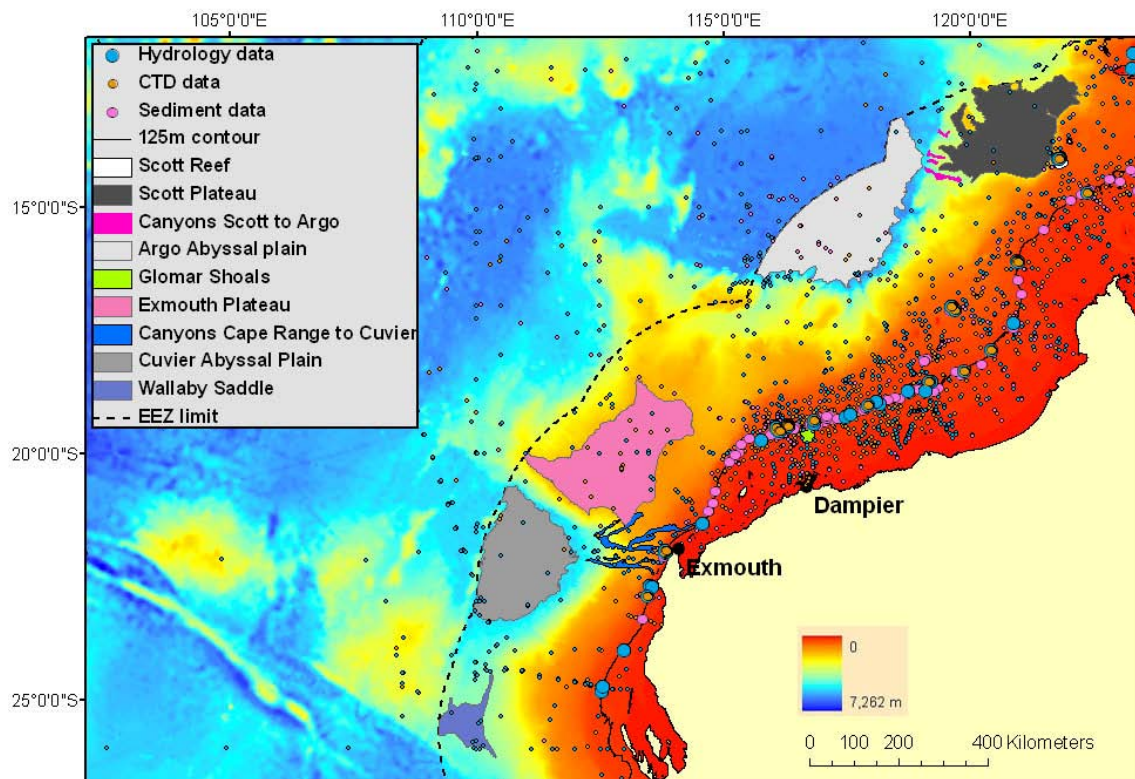 105°0'0"E 110°0'0"E 115°0'0"E 120°0'0"E
Hydrology data
CTD data
Sediment data
125m contour
Scott Reef
Scott Plateau
Canyons Scott to Argo
Argo Abyssal plain
Glomar Shoals
Exmouth Plateau
Canyons Cape Range to Cuvier
Cuvier Abyssal Plain
Wallaby Saddle
EEZ limit
15°0'0"S
20°0'0"S
25°0'0"S
Dampier
Exmouth
0
7,262 m
0 100 200 400 Kilometers